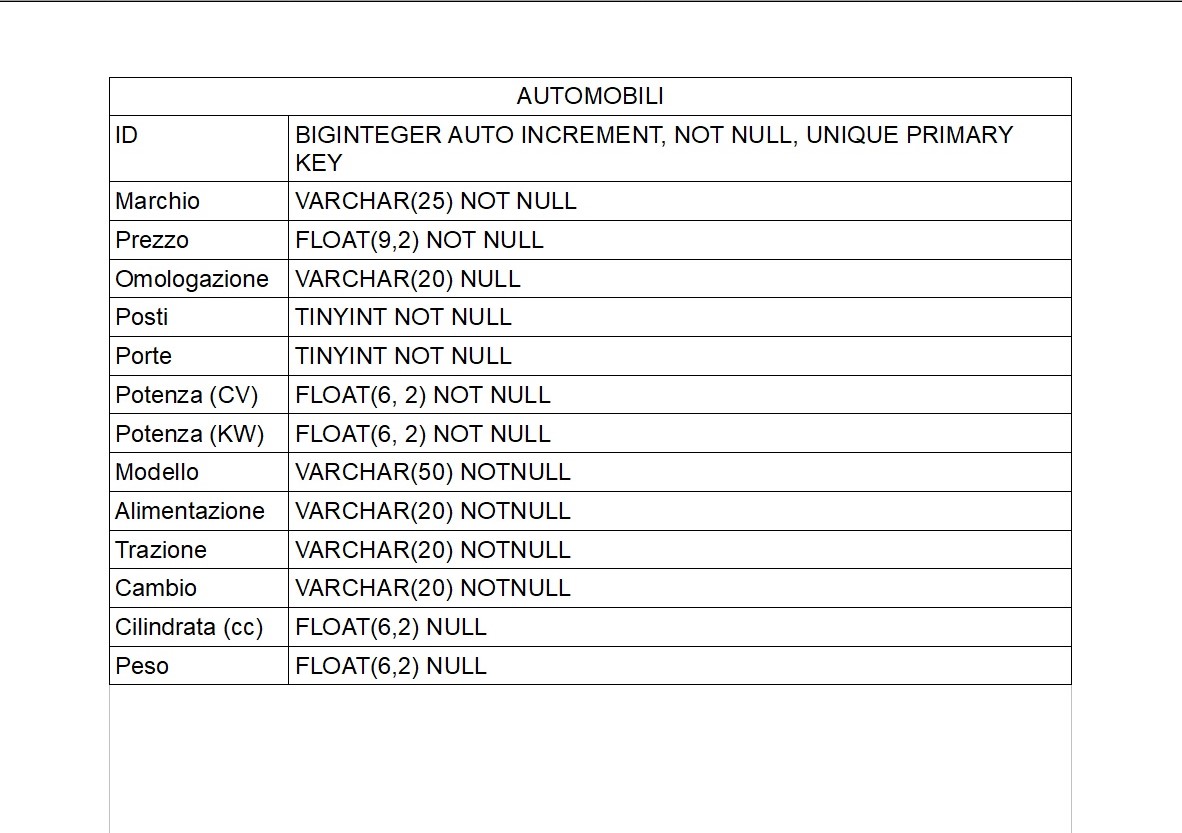 AUTOMOBILI
ID BIGINTEGER AUTO INCREMENT, NOT NULL, UNIQUE PRIMARY
KEY
Marchio VARCHAR(25) NOT NULL
Prezzo FLOAT(9,2) NOT NULL
Omologazione VARCHAR(20) NULL
Posti TINYINT NOT NULL
Porte TINYINT NOT NULL
Potenza (CV) FLOAT(6, 2) NOT NULL
Potenza (KW) FLOAT(6, 2) NOT NULL
Modello VARCHAR(50) NOTNULL
Alimentazione VARCHAR(20) NOTNULL
Trazione VARCHAR(20) NOTNULL
Cambio VARCHAR(20) NOTNULL
Cilindrata (cc) FLOAT(6,2) NULL
Peso FLOAT(6,2) NULL